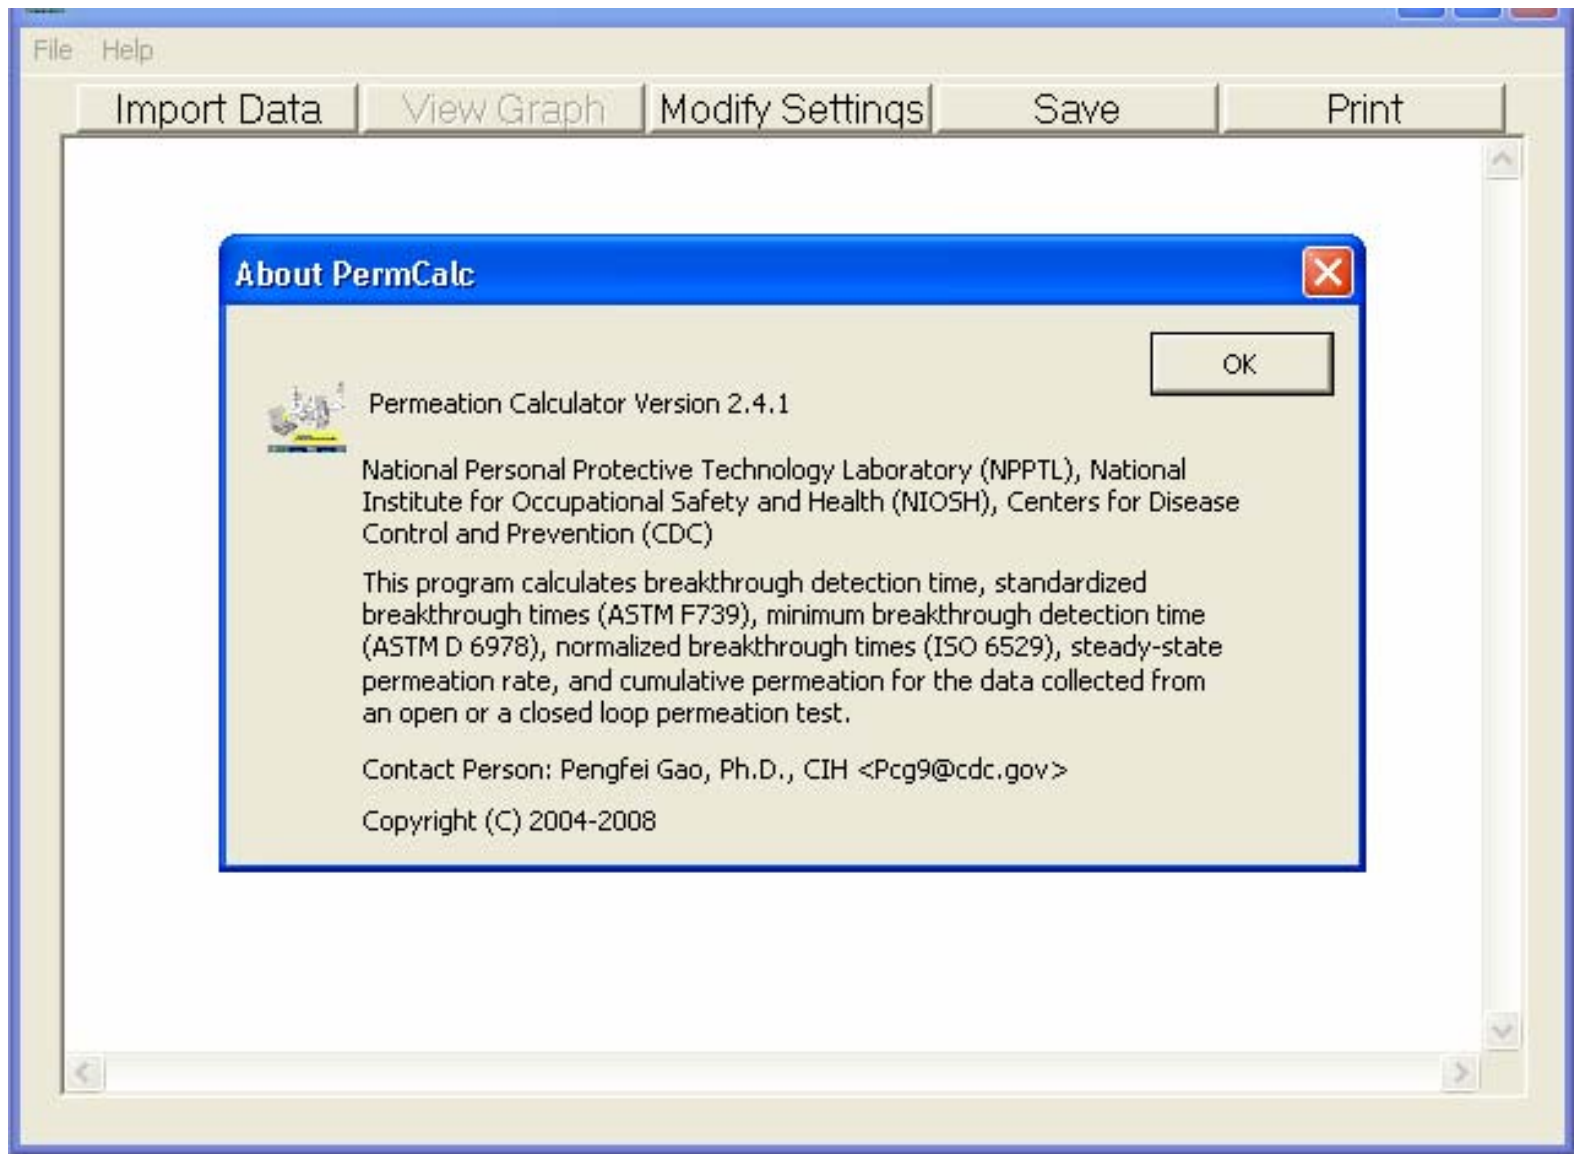 File Help
Import Data View Graph Modify Settings Save Print
About PermCalc
OK
Permeation Calculator Version 2.4.1
National Personal Protective Technology Laboratory (NPPTL), National
Institute for Occupational Safety and Health (NIOSH), Centers for Disease
Control and Prevention (CDC)
This program calculates breakthrough detection time, standardized
breakthrough times (ASTM F739), minimum breakthrough detection time
(ASTM D 6978), normalized breakthrough times (ISO 6529), steady-state
permeation rate, and cumulative permeation for the data collected from
an open or a closed loop permeation test.
Contact Person: Pengfei Gao, Ph.D., CIH <Pcg9@cdc.gov>
Copyright (C) 2004-2008